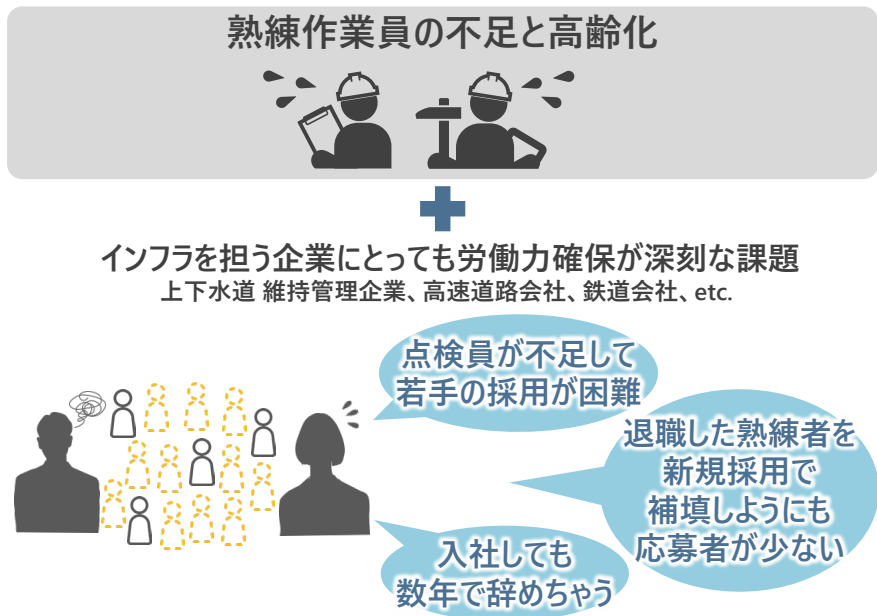 熟練作業員の不足と高齢化
インフラを担う企業にとっても労働力確保が深刻な課題
上下水道 維持管理企業、高速道路会社、鉄道会社、etc.
点検員が不足して
若手の採用が困難
退職した熟練者を
新規採用で
補填しようにも
応募者が少ない
入社しても
数年で辞めちゃう